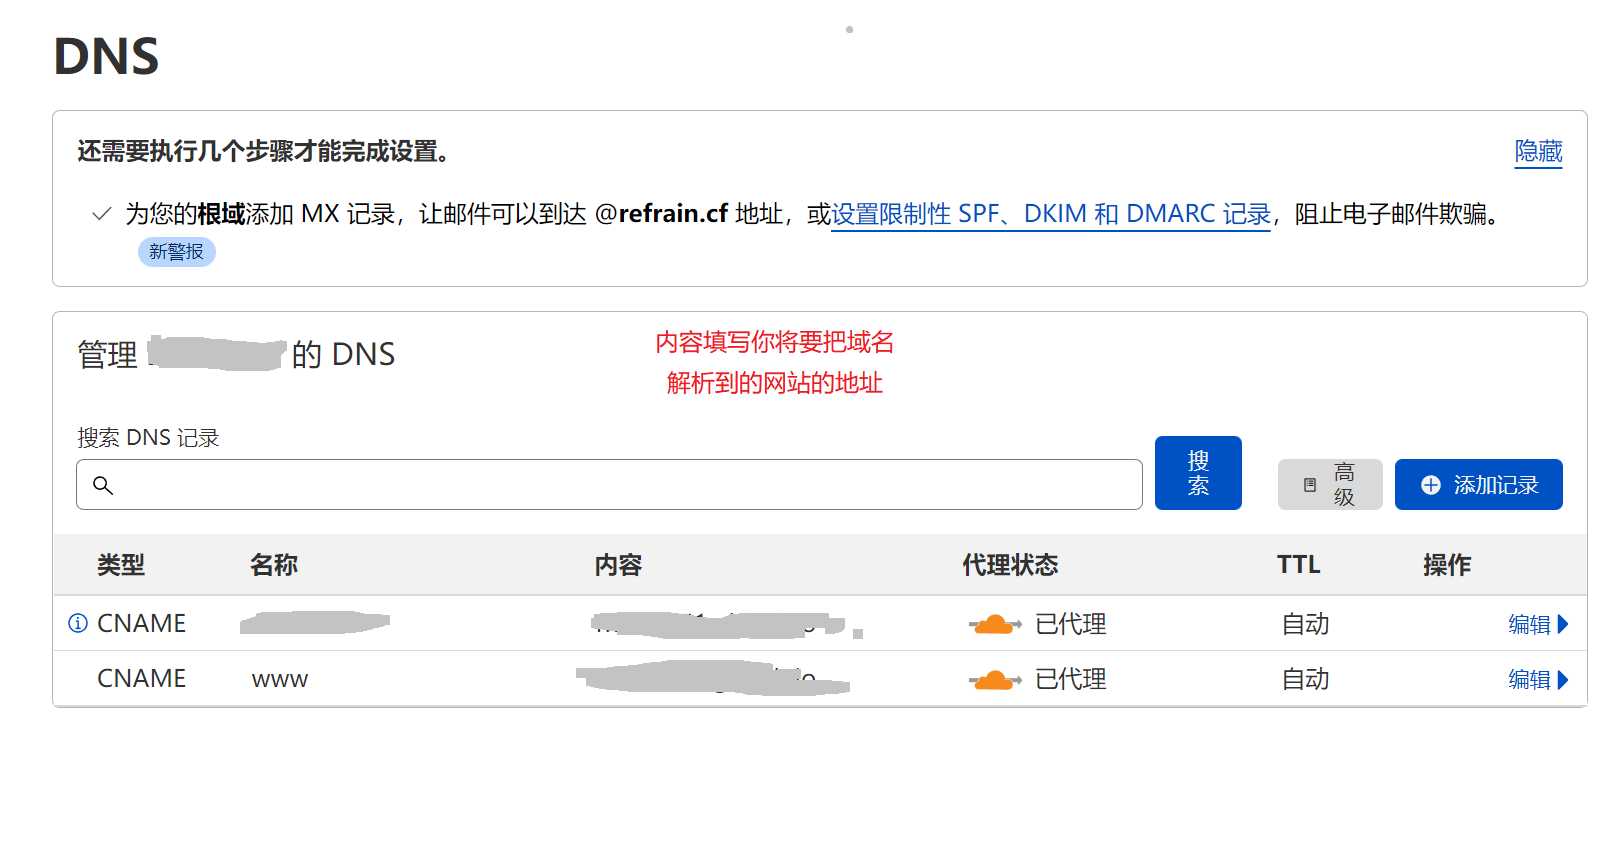 DNS
还需要执行几个步骤才能完成设置。
隐藏
为您的根域添加 MX 记录，让邮件可以到达 @refrain.cf 地址，或设置限制性 SPF、DKIM 和 DMARC 记录，阻止电子邮件欺骗。
新警报
管理 的 DNS
内容填写你将要把域名
解析到的网站的地址
搜索 DNS 记录
搜
索
高
级
添加记录
类型 名称 内容 代理状态 TTL 操作
CNAME 已代理 自动 编辑
CNAME www 已代理 自动 编辑